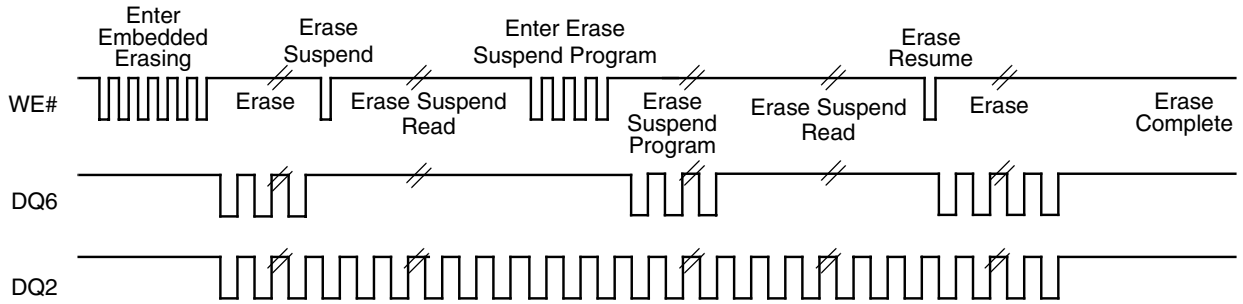 Enter
Embedded
Erasing
Erase
Suspend
Enter Erase
Suspend Program
Erase
Resume
WE#
Erase
Erase Suspend
Read
Erase
Suspend
Program
Erase Suspend
Read
Erase
Erase
Complete
DQ6
DQ2